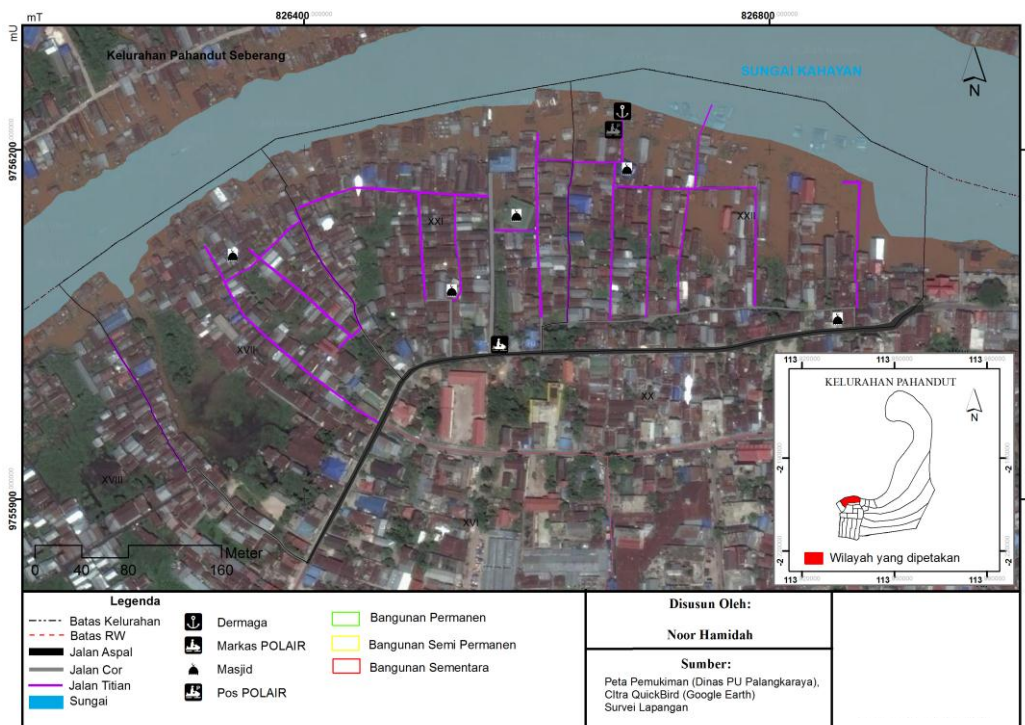 mT
826400
826800
mU
Kelurahan Pahandut Seberang
SUNGAI KAHAYAN
N
9756200
XXI
XXII
XVII
XX
XVIII
XVI
9755900
Meter
0 40 80 160
KELURAHAN PAHANDUT
N
Wilayah yang dipetakan
Legenda
Batas Kelurahan
Batas RW
Jalan Aspal
Jalan Cor
Jalan Titian
Sungai
Dermaga
Markas POLAIR
Masjid
Pos POLAIR
Bangunan Permanen
Bangunan Semi Permanen
Bangunan Sementara
Disusun Oleh:
Noor Hamidah
Sumber:
Peta Pemukiman (Dinas PU Palangkaraya),
CItra QuickBird (Google Earth)
Survei Lapangan